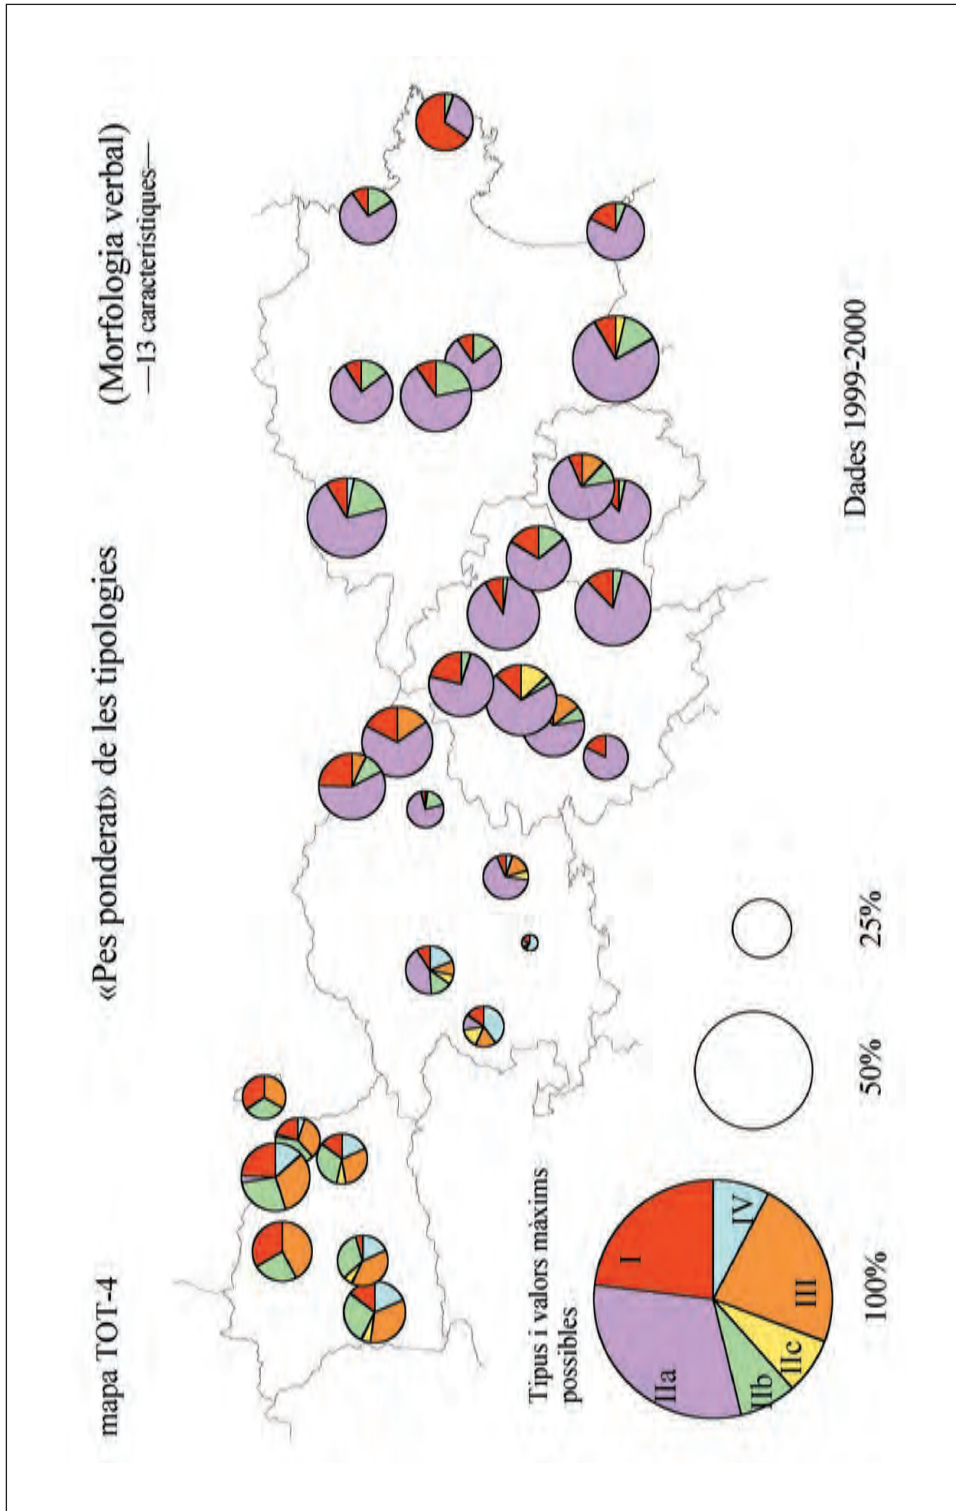 mapa TOT-4
«Pes ponderat» de les tipologies
(Morfologia verbal)
—13 característiques—
Tipus i valors màxims
possibles
I
IIa
IIb
IIc
III
IV
100%
50%
25%
Dades 1999-2000